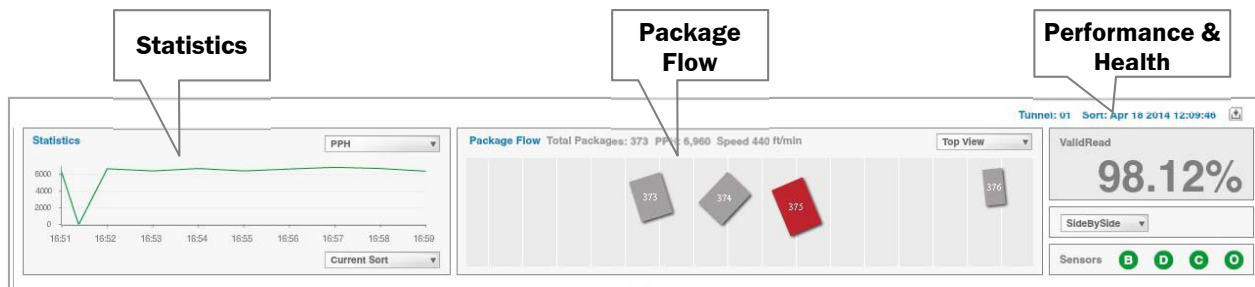 Statistics
Package
Flow
Performance &
Health
Tunnel: 01 Sort: Apr 18 2014 12:09:46
Statistics
PPH
6000
4000
2000
0
16:51 16:52 16:53 16:54 16:55 16:56 16:57 16:58 16:59
Current Sort
Package Flow Total Packages: 373 PPH: 6,960 Speed 440 ft/min
Top View
373
374
375
376
ValidRead
98.12%
SideBySide
Sensors B D C O